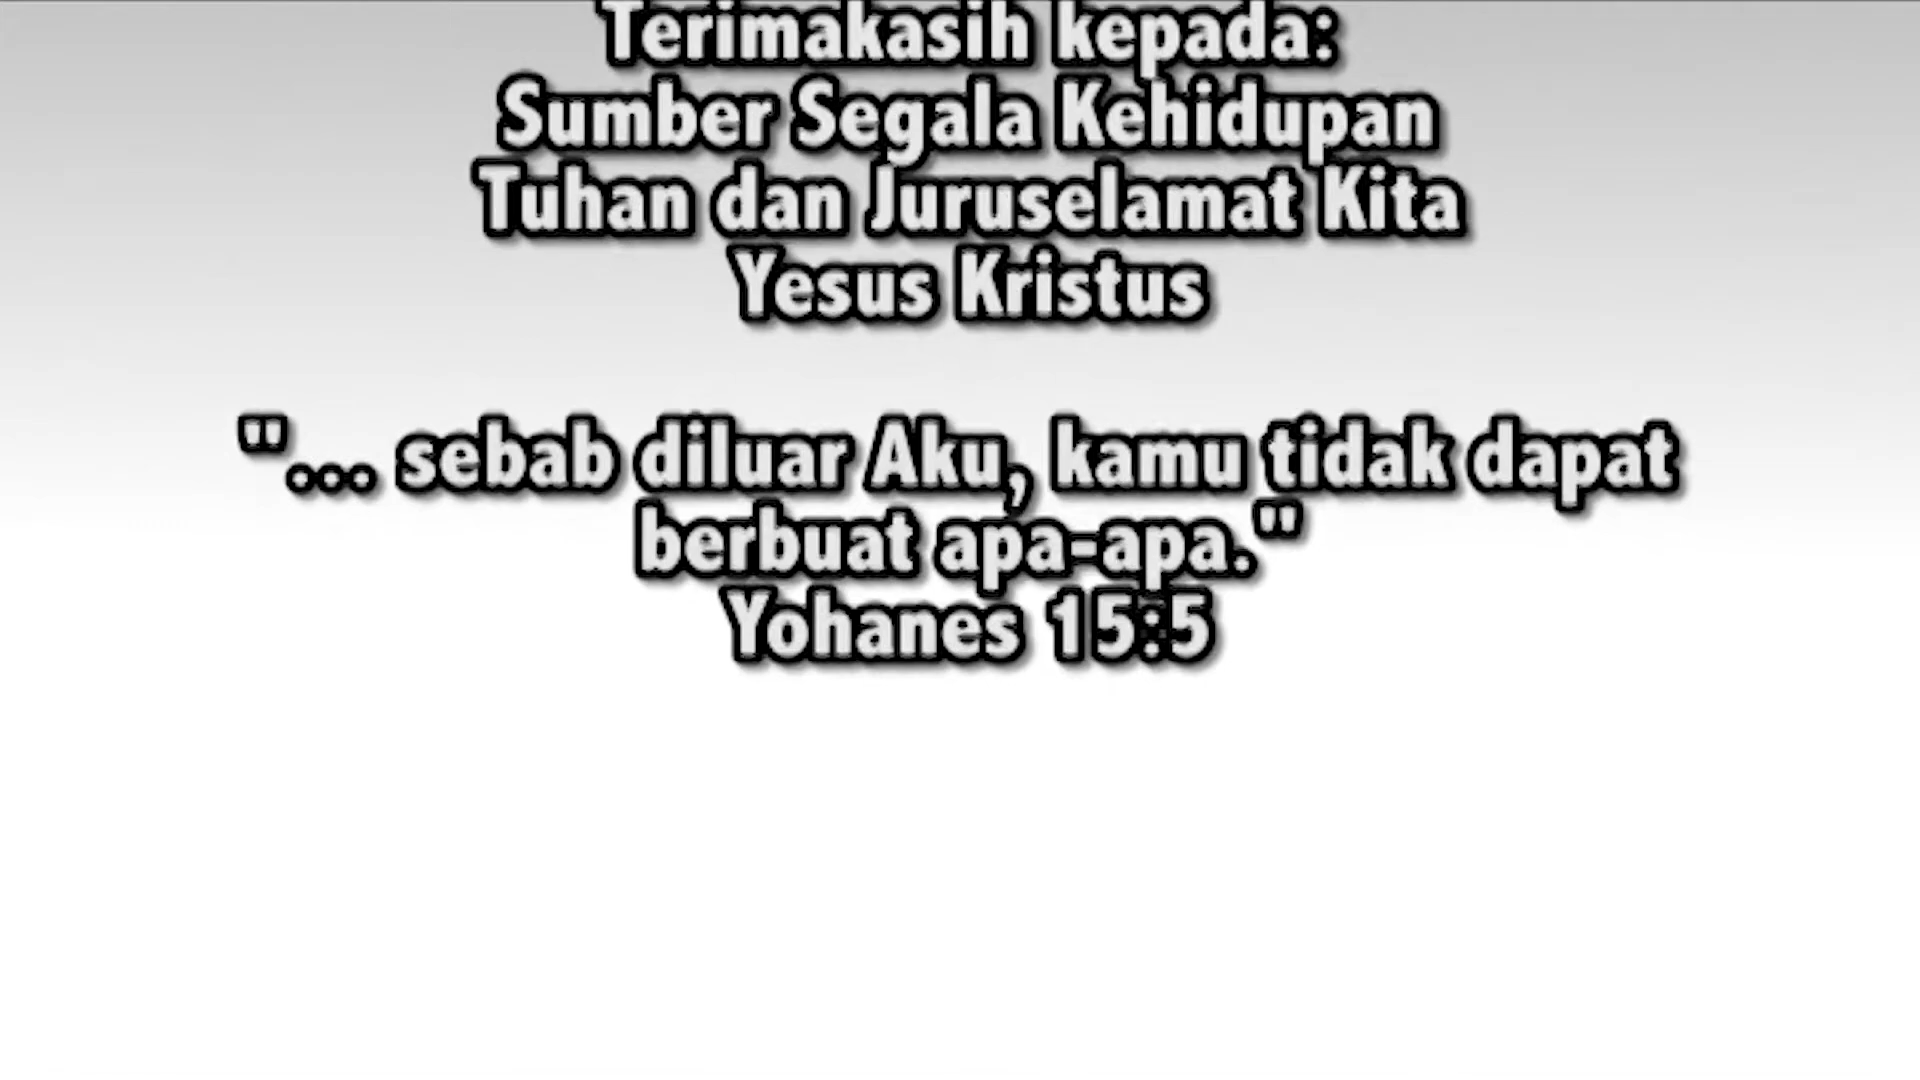 Terimakasih kepada:
Sumber Segala Kehidupan
Tuhan dan Juruselamat Kita
Yesus Kristus
"... sebab diluar Aku, kamu tidak dapat
berbuat apa-apa."
Yohanes 15:5